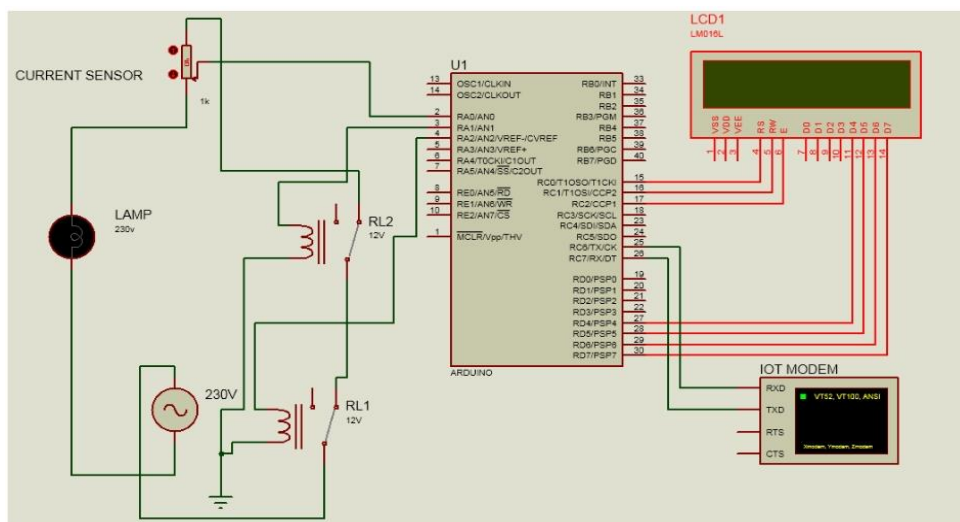 LCD1
LM016L
CURRENT SENSOR
1k
LAMP
230v
230V
RL2
12V
RL1
12V
U1
13 OSC1/CLKIN
14 OSC2/CLKOUT
2 RA0/AN0
3 RA1/AN1
4 RA2/AN2/VREF-/CVREF
5 RA3/AN3/VREF+
6 RA4/T0CKI/C1OUT
7 RA5/AN4/SS/C2OUT
8 RE0/AN5/RD
9 RE1/AN6/WR
10 RE2/AN7/CS
1 MCLR/Vpp/THV
RB0/INT 33
RB1 34
RB2 35
RB3/PGM 36
RB4 37
RB5 38
RB6/PGC 39
RB7/PGD 40
RC0/T1OSO/T1CKI 15
RC1/T1OSI/CCP2 16
RC2/CCP1 17
RC3/SCK/SCL 18
RC4/SDI/SDA 23
RC5/SDO 24
RC6/TX/CK 25
RC7/RX/DT 26
RD0/PSP0 19
RD1/PSP1 20
RD2/PSP2 21
RD3/PSP3 22
RD4/PSP4 27
RD5/PSP5 28
RD6/PSP6 29
RD7/PSP7 30
ARDUINO
VSS VDD VEE RS RW E D0 D1 D2 D3 D4 D5 D6 D7
1 2 3 4 5 6 7 8 9 10 11 12 13 14
IOT MODEM
RXD
TXD
RTS
CTS
VT52, VT100, ANSI
Xmodem, Ymodem, Zmodem